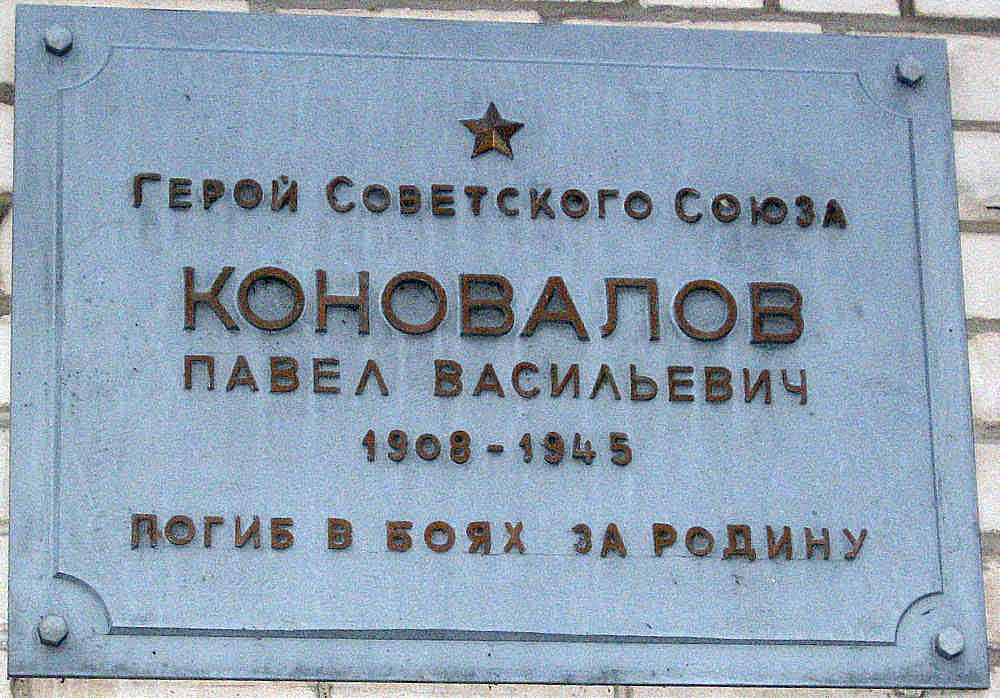 Герой Советского Союза
КОНОВАЛОВ
ПАВЕЛ ВАСИЛЬЕВИЧ
1908-1945
ПОГИБ В БОЯХ ЗА РОДИНУ